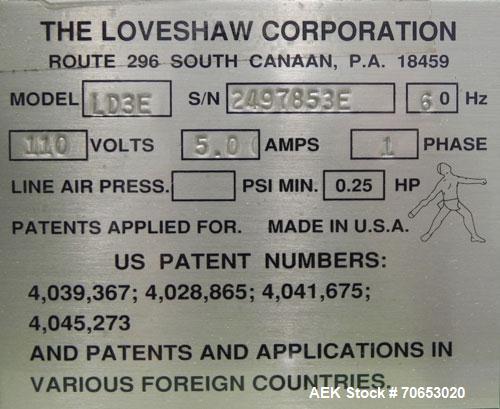 THE LOVESHAW CORPORATION
ROUTE 296 SOUTH CANAAN, P.A. 18459
MODEL LD3E S/N 2497853E 60 Hz
110 VOLTS 5.0 AMPS 1 PHASE
LINE AIR PRESS. PSI MIN. 0.25 HP
PATENTS APPLIED FOR. MADE IN U.S.A.
US PATENT NUMBERS:
4,039,367; 4,028,865; 4,041,675;
4,045,273
AND PATENTS AND APPLICATIONS IN
VARIOUS FOREIGN COUNTRIES.
AEK Stock # 70653020